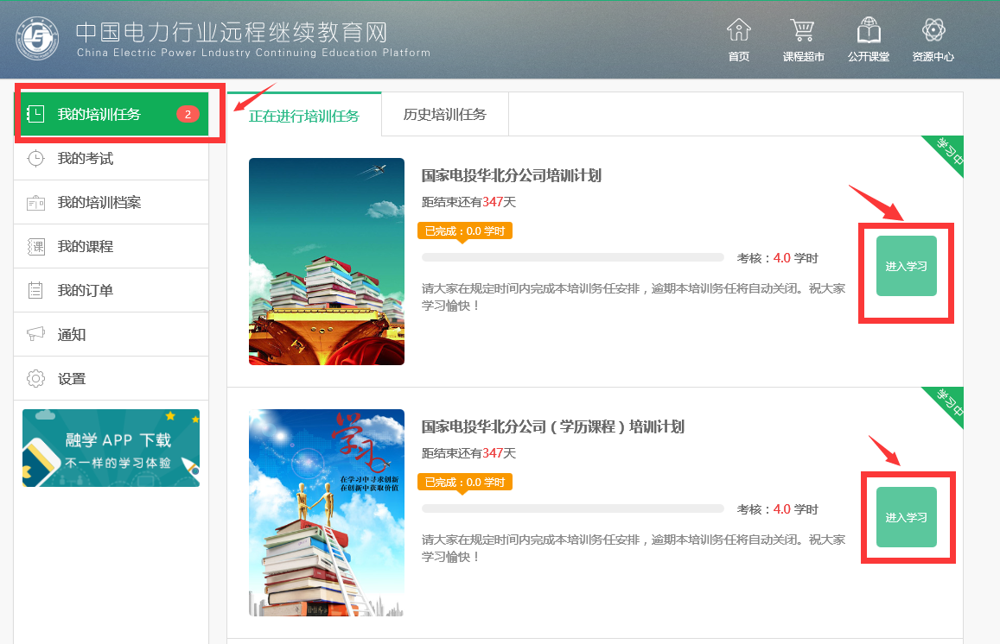 中国电力行业远程继续教育网
China Electric Power Lndustry Continuing Education Platform
首页
课程超市
公开课堂
资源中心
我的培训任务
2
我的考试
我的培训档案
我的课程
我的订单
通知
设置
融学 APP 下载
不一样的学习体验
正在进行培训任务
历史培训任务
学习中
国家电投华北分公司培训计划
距结束还有347天
已完成：0.0 学时
考核：4.0 学时
请大家在规定时间内完成本培训务任安排，逾期本培训务任将自动关闭。祝大家
学习愉快！
进入学习
学习中
学习
在学习中寻求创新
在创新中获取价值
国家电投华北分公司（学历课程）培训计划
距结束还有347天
已完成：0.0 学时
考核：4.0 学时
请大家在规定时间内完成本培训务任安排，逾期本培训务任将自动关闭。祝大家
学习愉快！
进入学习